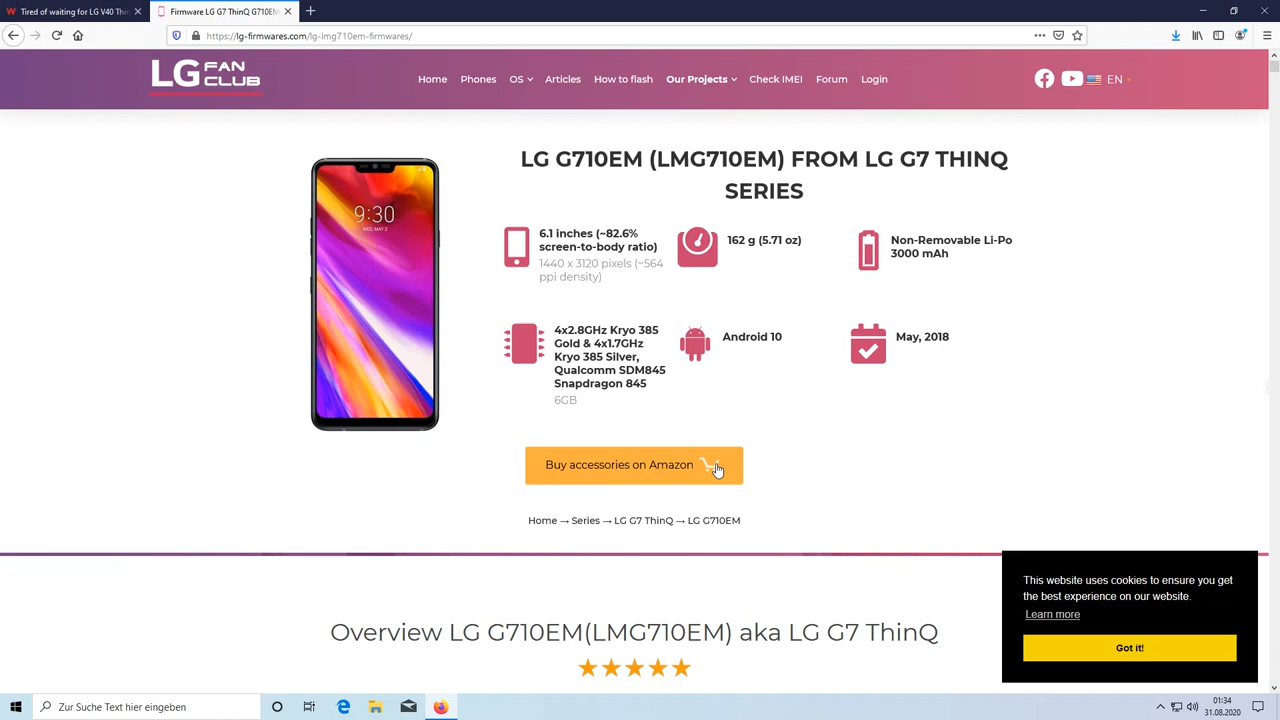 Tired of waiting for LG V40 Thin
Firmware LG G7 ThinQ G710EM
https://lg-firmwares.com/lg-lmg710em-firmwares/
LG FAN CLUB
Home Phones OS Articles How to flash Our Projects Check IMEI Forum Login
EN
9:30
WED, MAY 2
LG G710EM (LMG710EM) FROM LG G7 THINQ
SERIES
6.1 inches (~82.6%
screen-to-body ratio)
1440 x 3120 pixels (~564
ppi density)
162 g (5.71 oz)
Non-Removable Li-Po
3000 mAh
4x2.8GHz Kryo 385
Gold & 4x1.7GHz
Kryo 385 Silver,
Qualcomm SDM845
Snapdragon 845
6GB
Android 10
May, 2018
Buy accessories on Amazon
Home → Series → LG G7 ThinQ → LG G710EM
Overview LG G710EM(LMG710EM) aka LG G7 ThinQ
This website uses cookies to ensure you get
the best experience on our website.
Learn more
Got it!
Zur Suche Text hier eingeben
01:34
31.08.2020